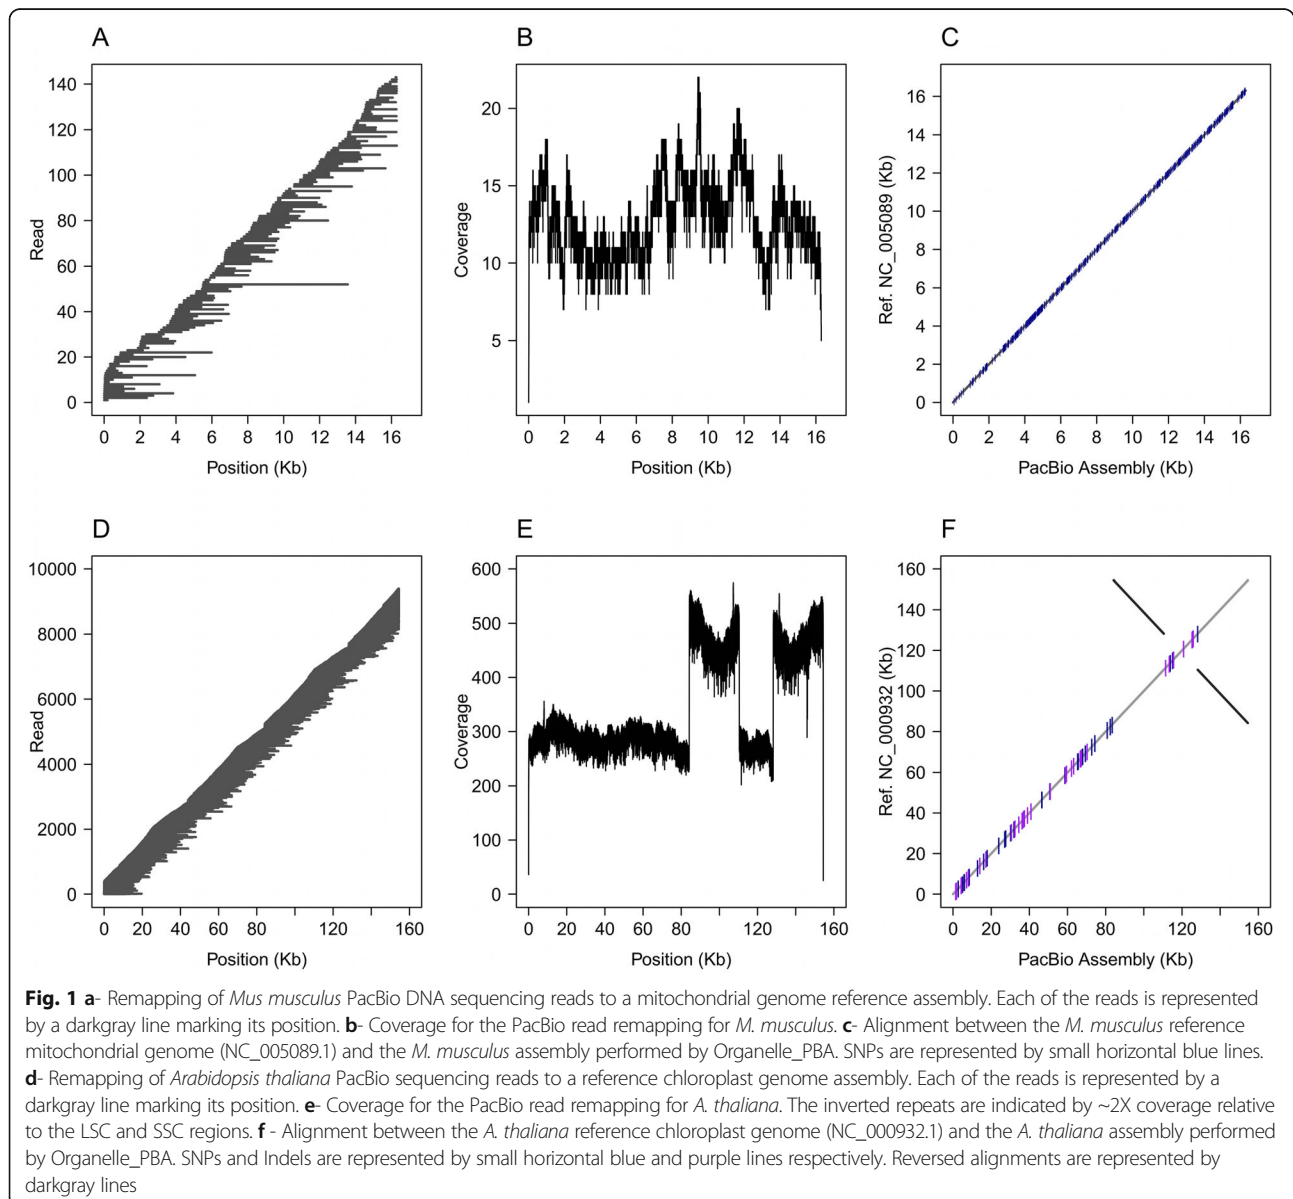 A
B
C
140
120
100
80
60
40
20
0
Read
0 2 4 6 8 10 12 14 16
Position (Kb)
20
15
10
5
Coverage
0 2 4 6 8 10 12 14 16
Position (Kb)
16
14
12
10
8
6
4
2
0
Ref. NC_005089 (Kb)
0 2 4 6 8 10 12 14 16
PacBio Assembly (Kb)
D
E
F
10000
8000
6000
4000
2000
0
Read
0 20 40 60 80 120 160
Position (Kb)
600
500
400
300
200
100
0
Coverage
0 20 40 60 80 120 160
Position (Kb)
160
140
120
100
80
60
40
20
0
Ref. NC_000932 (Kb)
0 20 40 60 80 120 160
PacBio Assembly (Kb)
Fig. 1 a- Remapping of Mus musculus PacBio DNA sequencing reads to a mitochondrial genome reference assembly. Each of the reads is represented
by a darkgray line marking its position. b- Coverage for the PacBio read remapping for M. musculus. c- Alignment between the M. musculus reference
mitochondrial genome (NC_005089.1) and the M. musculus assembly performed by Organelle_PBA. SNPs are represented by small horizontal blue lines.
d- Remapping of Arabidopsis thaliana PacBio sequencing reads to a reference chloroplast genome assembly. Each of the reads is represented by a
darkgray line marking its position. e- Coverage for the PacBio read remapping for A. thaliana. The inverted repeats are indicated by ~2X coverage relative
to the LSC and SSC regions. f - Alignment between the A. thaliana reference chloroplast genome (NC_000932.1) and the A. thaliana assembly performed
by Organelle_PBA. SNPs and Indels are represented by small horizontal blue and purple lines respectively. Reversed alignments are represented by
darkgray lines